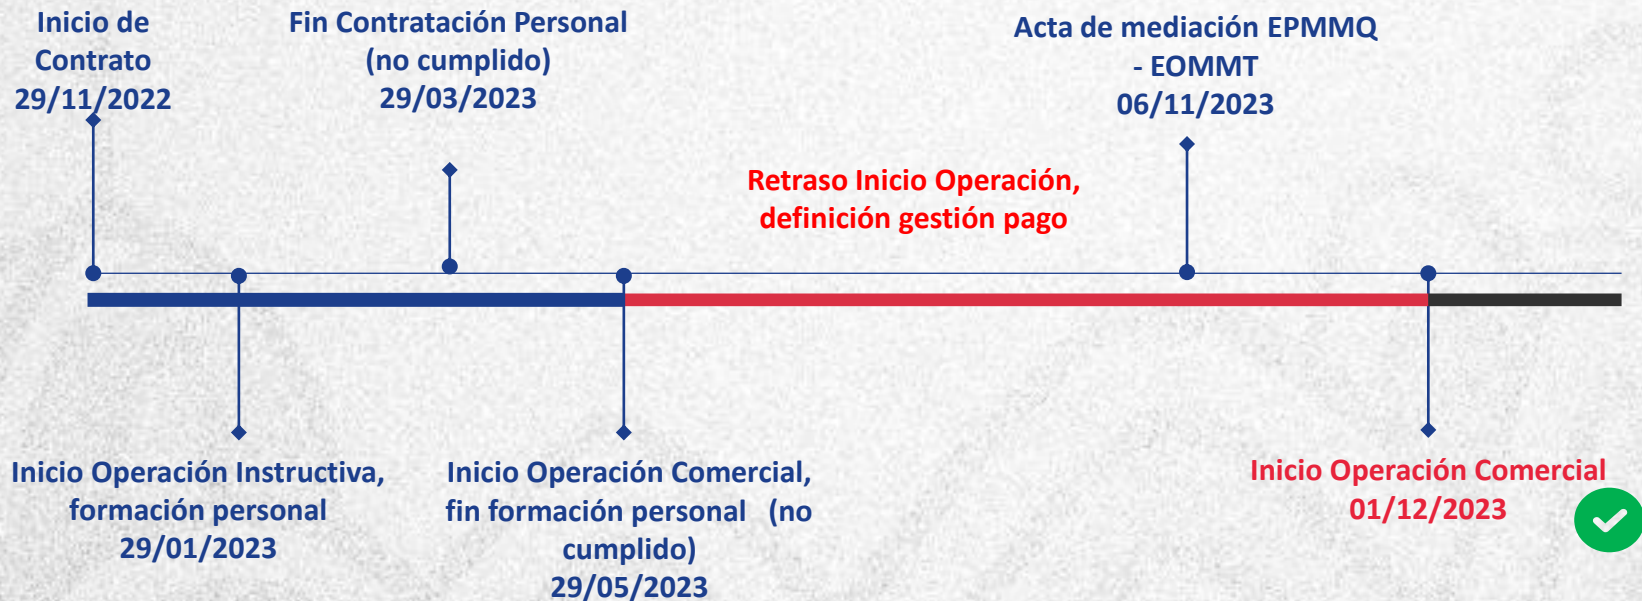 Inicio de
Contrato
29/11/2022
Fin Contratación Personal
(no cumplido)
29/03/2023
Acta de mediación EPMMQ
- EOMMT
06/11/2023
Retraso Inicio Operación,
definición gestión pago
Inicio Operación Instructiva,
formación personal
29/01/2023
Inicio Operación Comercial,
fin formación personal (no
cumplido)
29/05/2023
Inicio Operación Comercial
01/12/2023